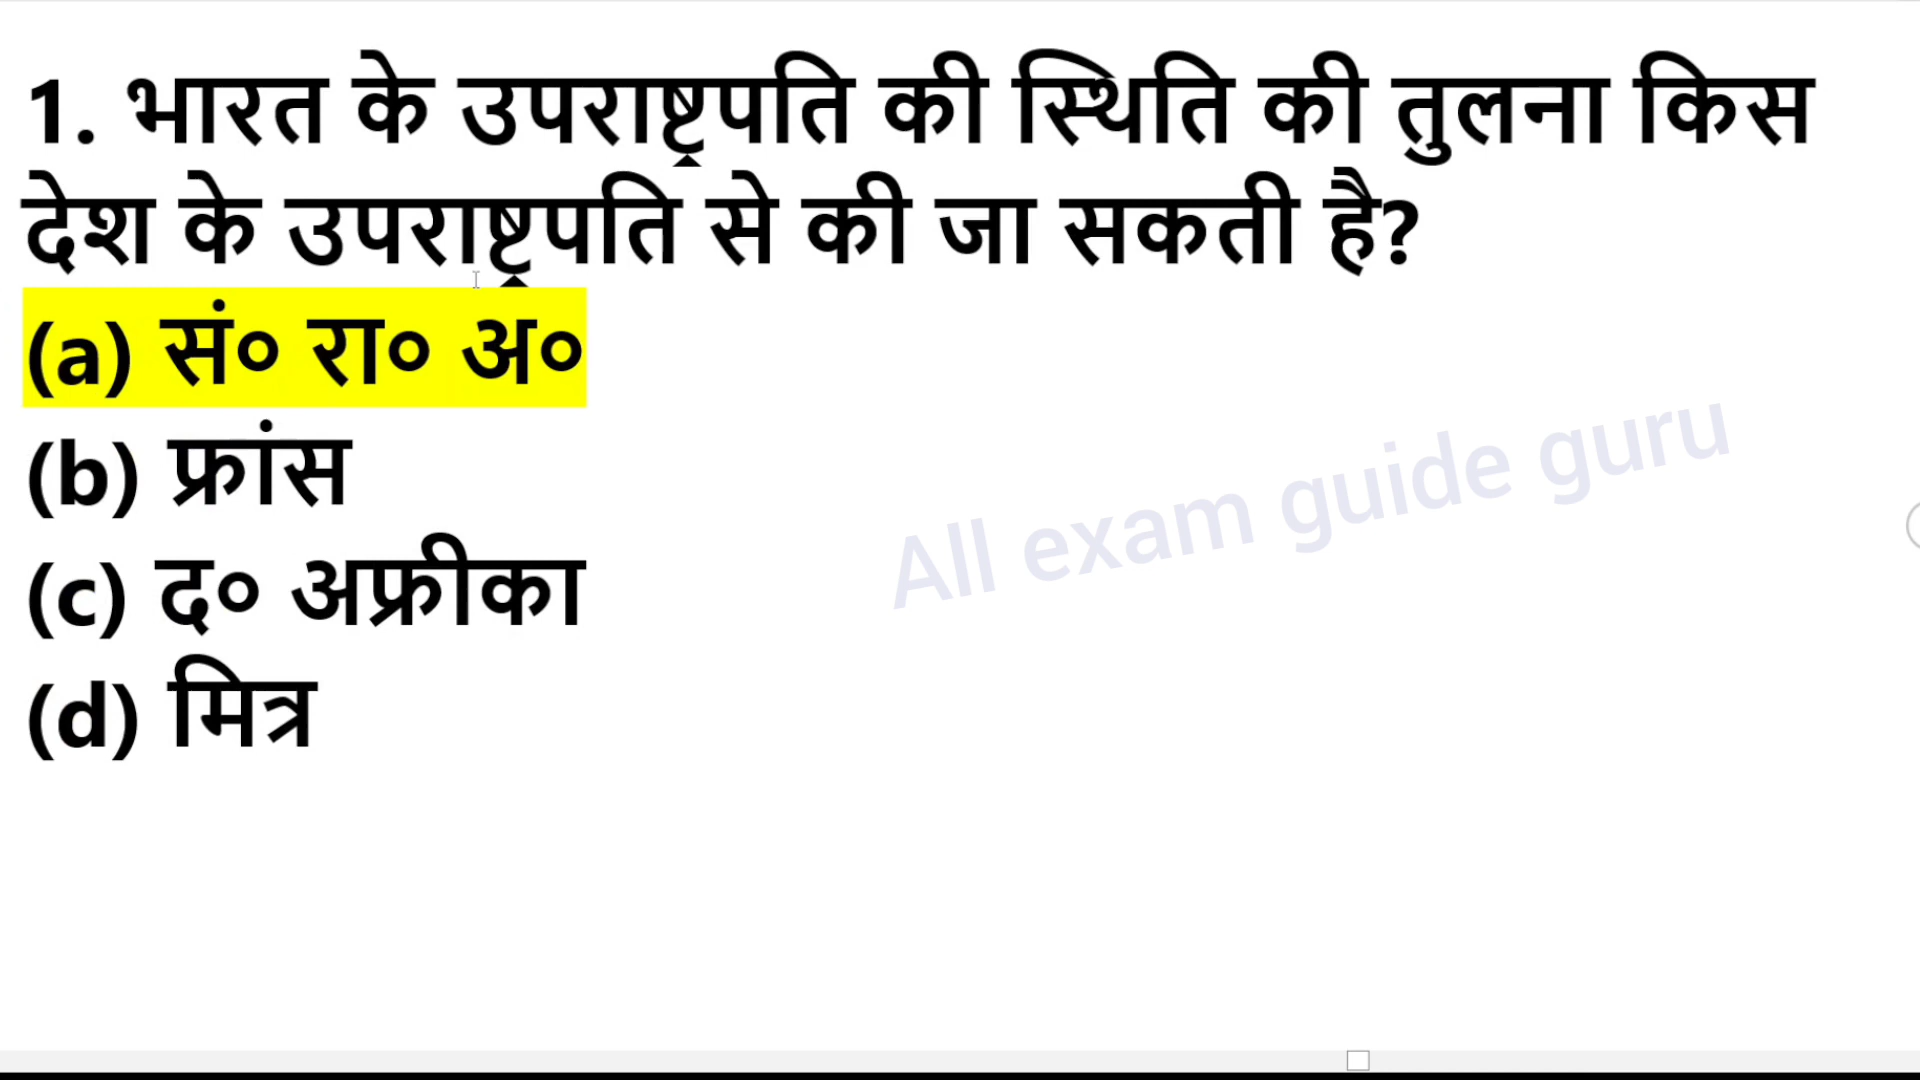 1. भारत के उपराष्ट्रपति की स्थिति की तुलना किस
देश के उपराष्ट्रपति से की जा सकती है?
(a) सं० रा० अ०
(b) फ्रांस
(c) द० अफ्रीका
(d) मित्र
All exam guide guru